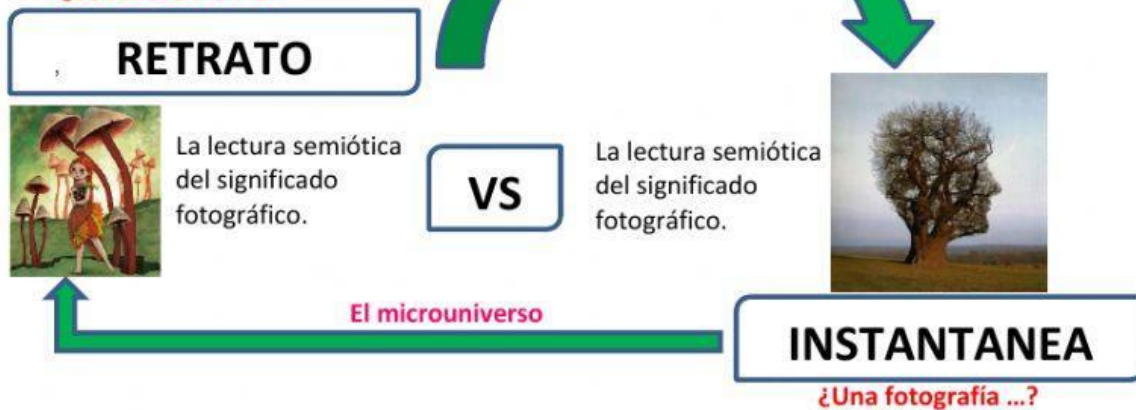 RETRATO
,
La lectura semiótica
del significado
fotográfico.
VS
La lectura semiótica
del significado
fotográfico.
El microuniverso
INSTANTANEA
¿Una fotografía ...?